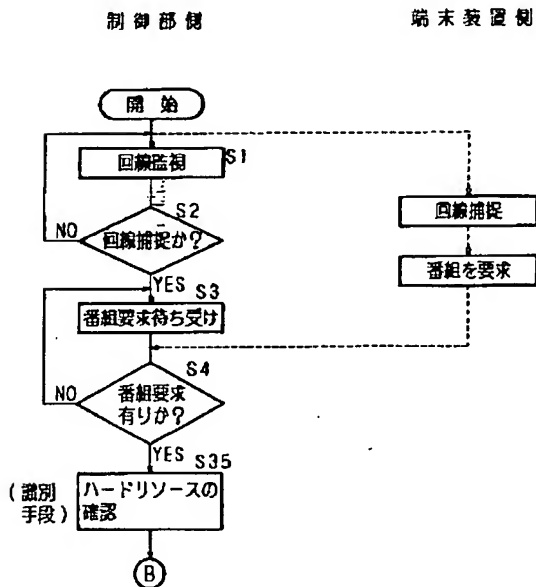 制御部側
端末装置側
開始
回線監視
S1
S2
回線捕捉か?
NO
YES
回線捕捉
番組を要求
S3
番組要求待ち受け
S4
番組要求
有りか?
NO
YES
S35
(識別
手段)
ハードリソースの
確認
B